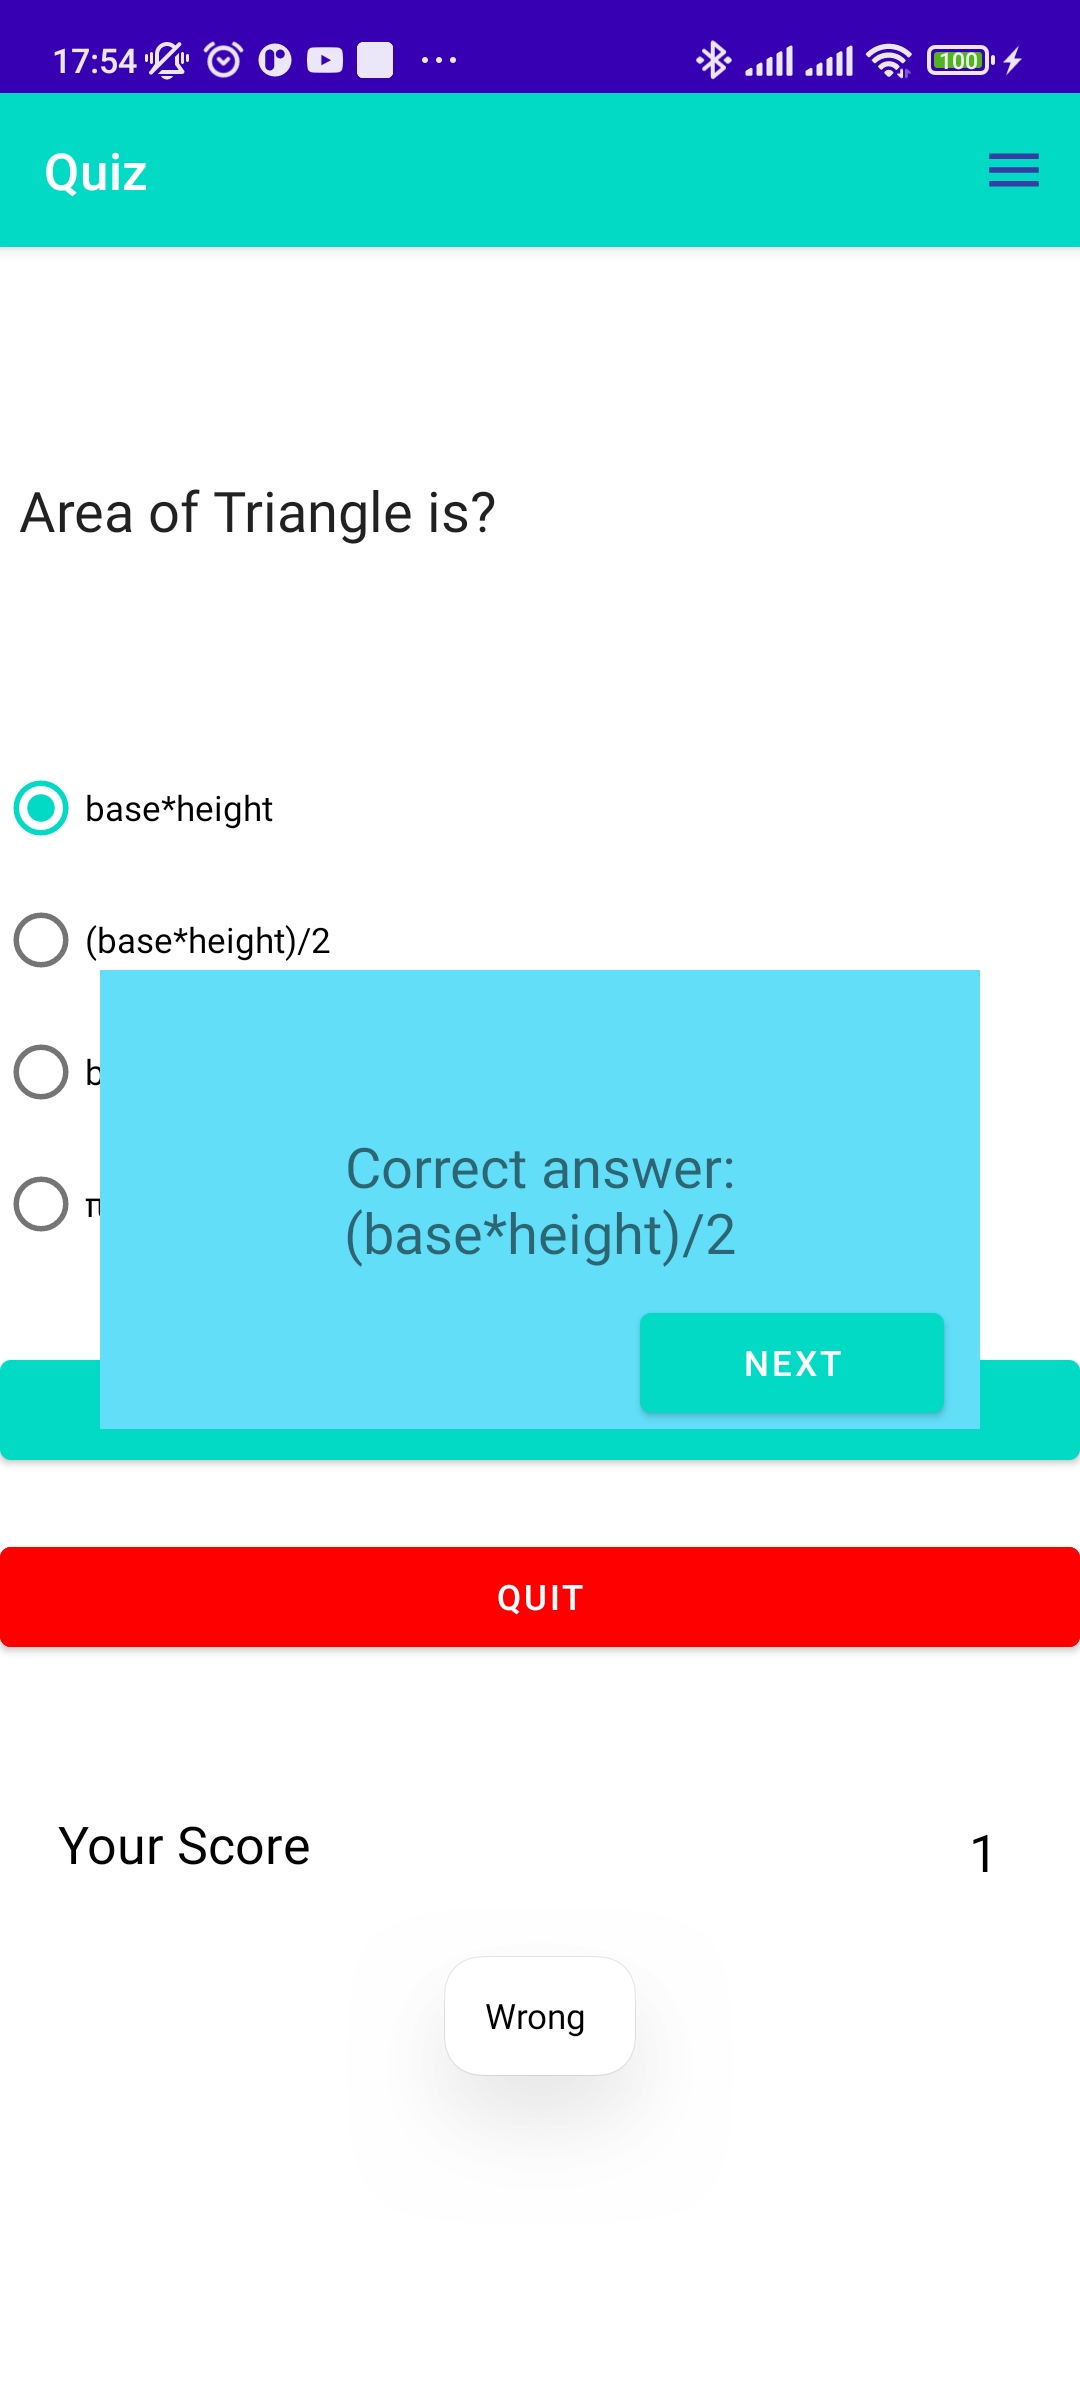 17:54
100
Quiz
Area of Triangle is?
base*height
(base*height)/2
Correct answer:
(base*height)/2
NEXT
QUIT
Your Score
1
Wrong